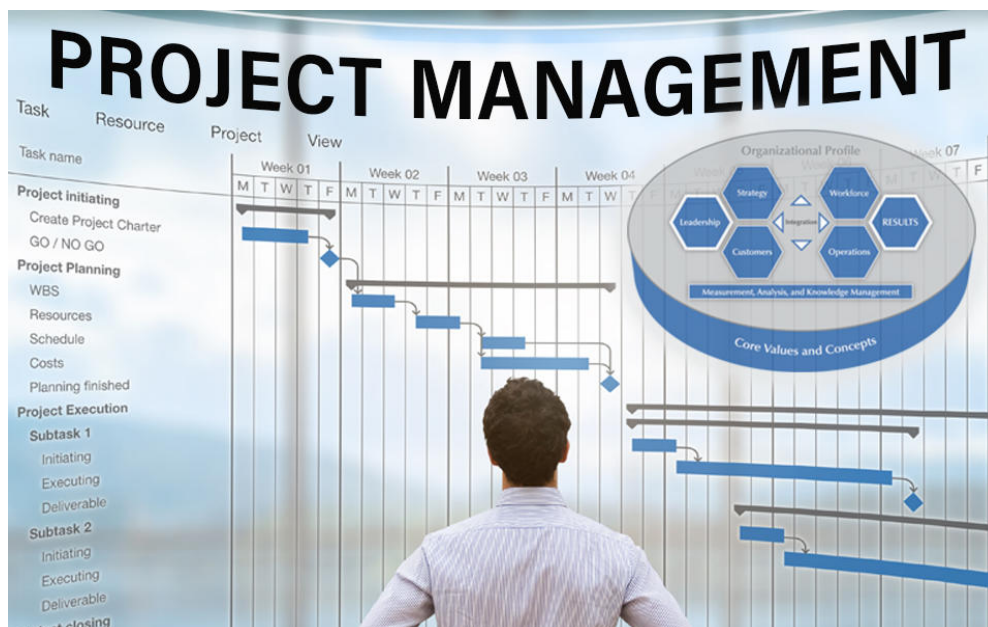 PROJECT MANAGEMENT
Task Resource Project View
Task name
Week 01 Week 02 Week 03 Week 04 Week 07
M T W T F M T W T F M T W T F M T W T F
Project initiating
Create Project Charter
GO / NO GO
Project Planning
WBS
Resources
Schedule
Costs
Planning finished
Project Execution
Subtask 1
Initiating
Executing
Deliverable
Subtask 2
Initiating
Executing
Deliverable
closing
Organizational Profile
Strategy
Workforce
Leadership
Integration
RESULTS
Customers
Operations
Measurement, Analysis, and Knowledge Management
Core Values and Concepts